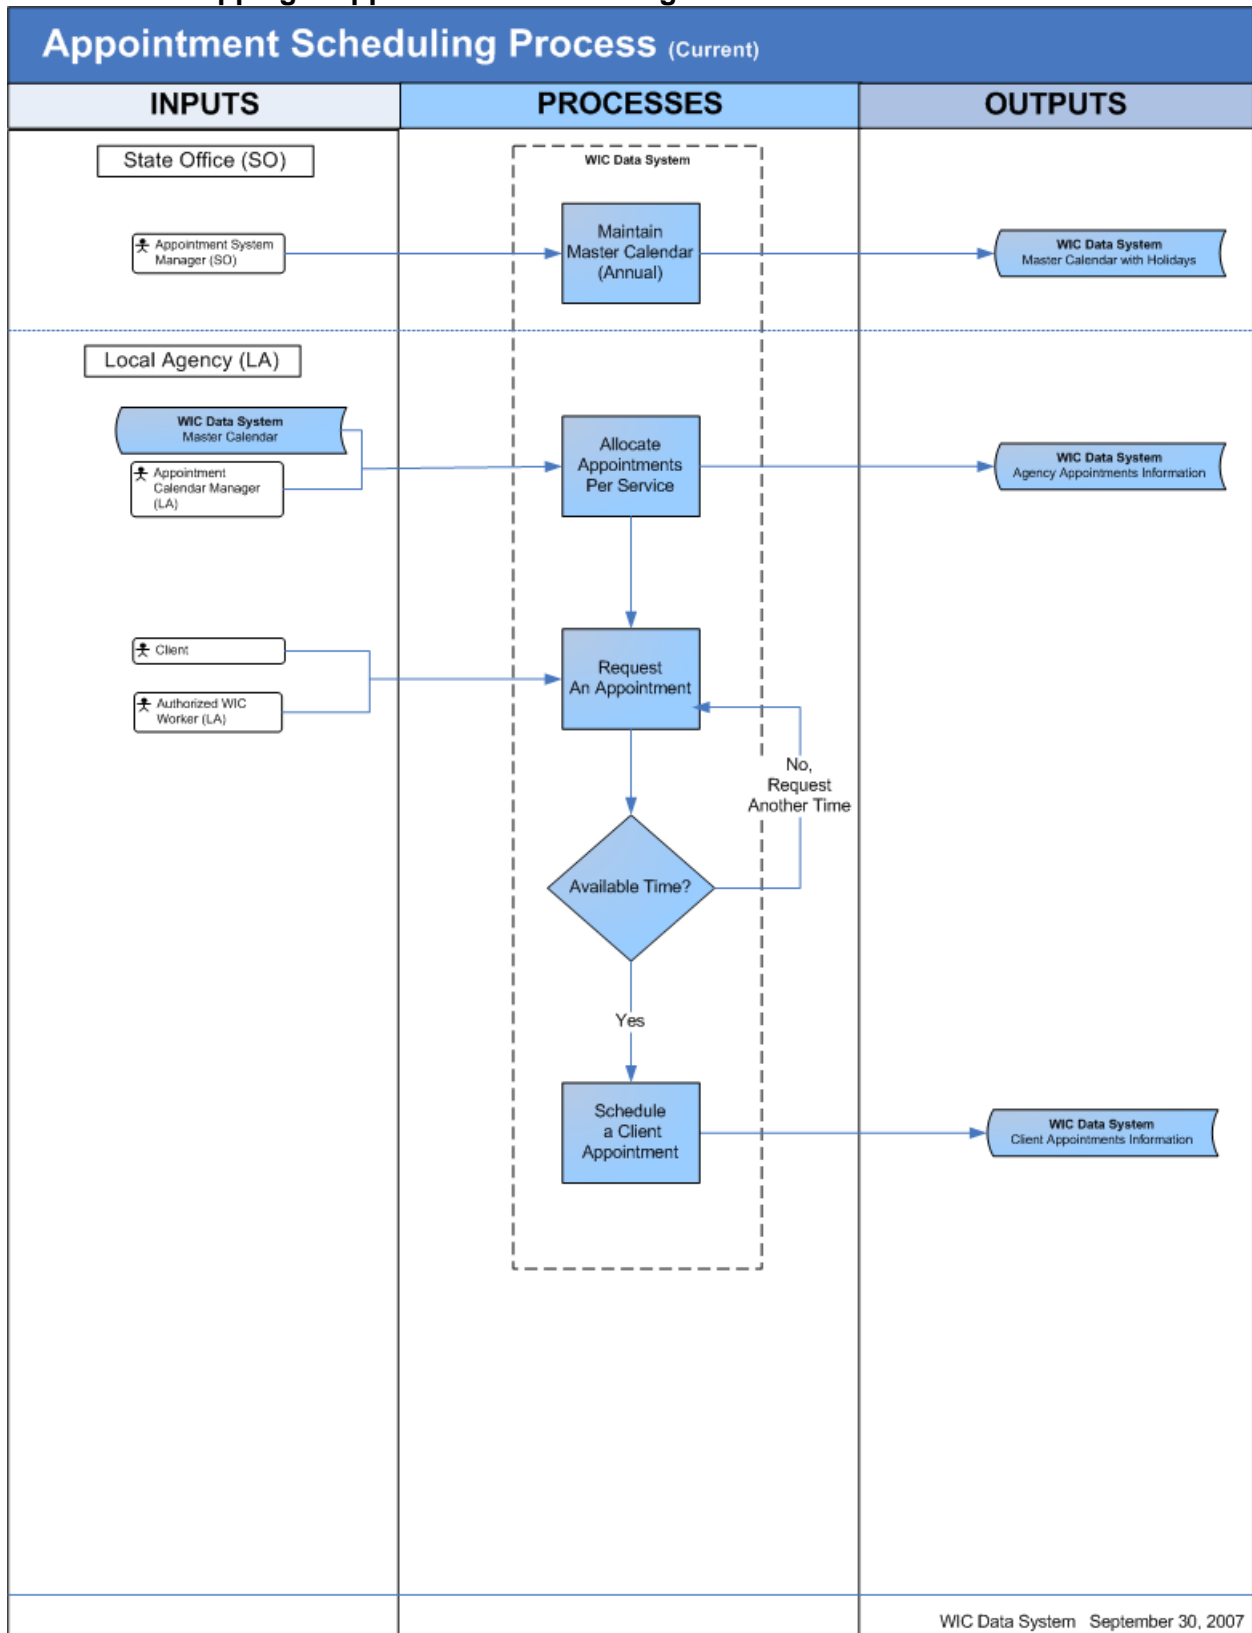 Appointment Scheduling Process (Current)
INPUTS
PROCESSES
OUTPUTS
State Office (SO)
WIC Data System
Appointment System
Manager (SO)
Maintain
Master Calendar
(Annual)
WIC Data System
Master Calendar with Holidays
Local Agency (LA)
WIC Data System
Master Calendar
Appointment
Calendar Manager
(LA)
Allocate
Appointments
Per Service
WIC Data System
Agency Appointments Information
Client
Authorized WIC
Worker (LA)
Request
An Appointment
No,
Request
Another Time
Available Time?
Yes
Schedule
a Client
Appointment
WIC Data System
Client Appointments Information
WIC Data System September 30, 2007